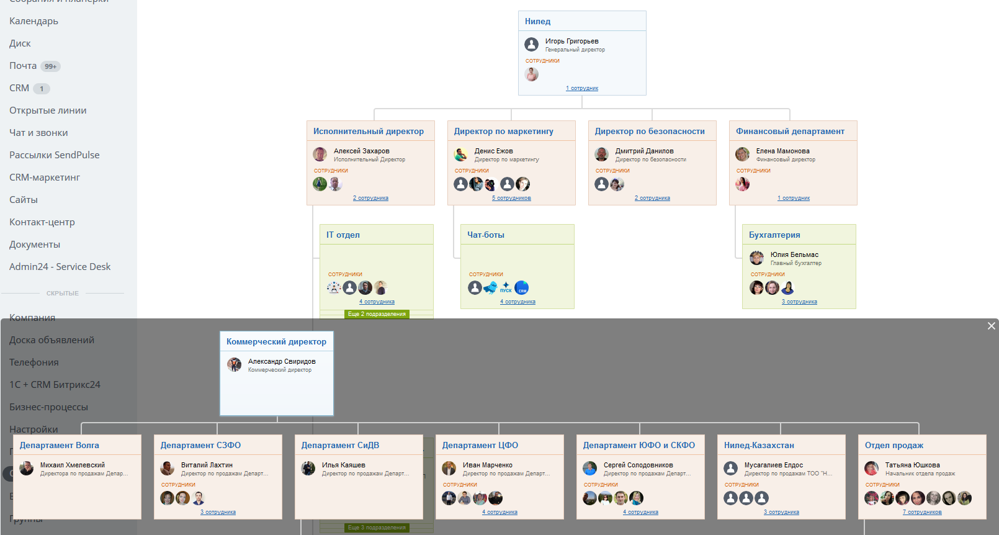 Собрания и планерки
Календарь
Диск
Почта 99+
CRM 1
Открытые линии
Чат и звонки
Рассылки SendPulse
CRM-маркетинг
Сайты
Контакт-центр
Документы
Admin24 - Service Desk
СКРЫТЫЕ
Компания
Доска объявлений
Телефония
1С + CRM Битрикс24
Бизнес-процессы
Настройки
Группы
Нилед
Игорь Григорьев
Генеральный директор
СОТРУДНИКИ
1 сотрудник
Исполнительный директор
Алексей Захаров
Исполнительный Директор
СОТРУДНИКИ
2 сотрудника
Директор по маркетингу
Денис Ежов
Директор по маркетингу
СОТРУДНИКИ
5 сотрудников
Директор по безопасности
Дмитрий Данилов
Директор по безопасности
СОТРУДНИКИ
2 сотрудника
Финансовый департамент
Елена Мамонова
Финансовый директор
СОТРУДНИКИ
1 сотрудник
IT отдел
СОТРУДНИКИ
4 сотрудника
Еще 2 подразделения
Чат-боты
СОТРУДНИКИ
ПУСК
CRM
4 сотрудника
Бухгалтерия
Юлия Бельмас
Главный бухгалтер
СОТРУДНИКИ
3 сотрудника
Коммерческий директор
Александр Свиридов
Коммерческий директор
Департамент Волга
Михаил Хмелевский
Директора по продажам Депар...
Департамент СЗФО
Виталий Лахтин
Директор по продажам Департ...
СОТРУДНИКИ
3 сотрудника
Департамент СиДВ
Илья Каяшев
Директор по продажам Департ...
Департамент ЦФО
Иван Марченко
Директор по продажам Департ...
СОТРУДНИКИ
4 сотрудника
Департамент ЮФО и СКФО
Сергей Солодовников
Директор по продажам Департ...
СОТРУДНИКИ
4 сотрудника
Нилед-Казахстан
Мусагалиев Елдос
Директор по продажам ТОО "Н...
СОТРУДНИКИ
3 сотрудника
Отдел продаж
Татьяна Юшкова
Начальник отдела продаж
СОТРУДНИКИ
7 сотрудников
Еще 3 подразделения